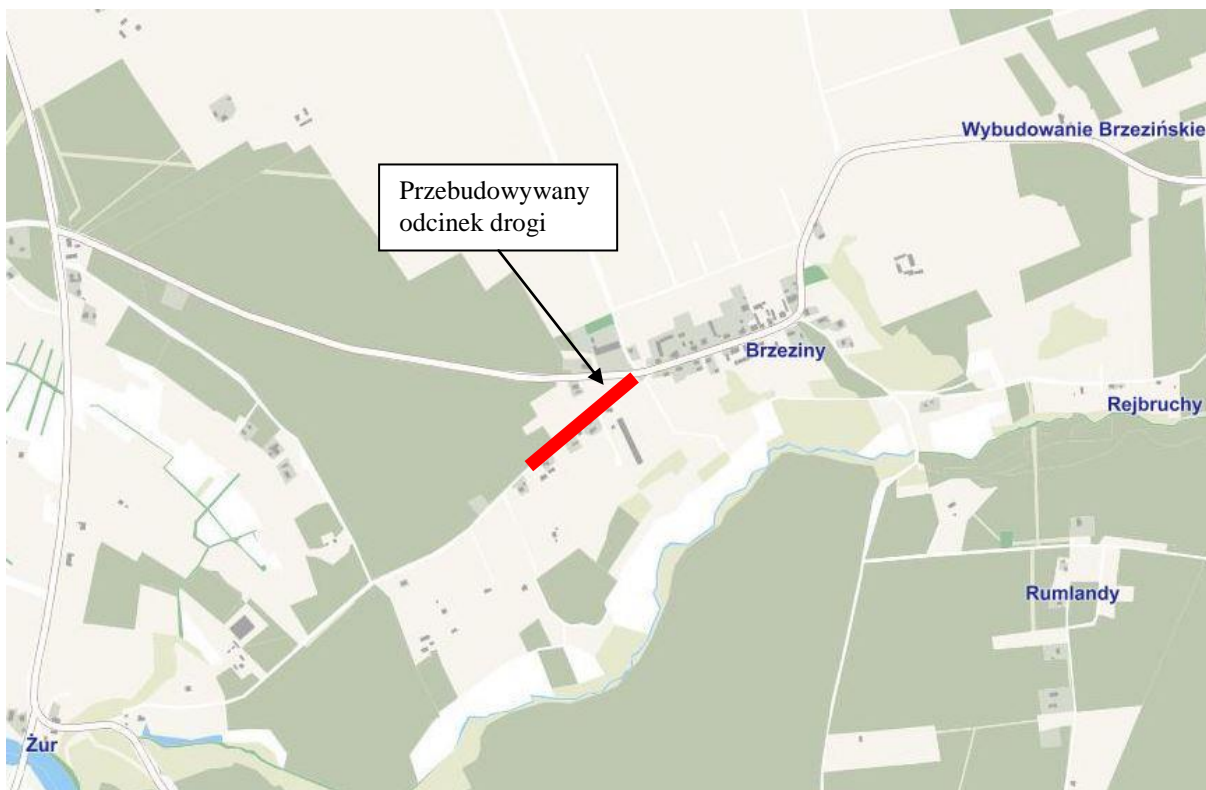 Wybudowanie Brzezińskie
Przebudowywany
odcinek drogi
Brzeziny
Rejbruchy
Rumlandy
Żur